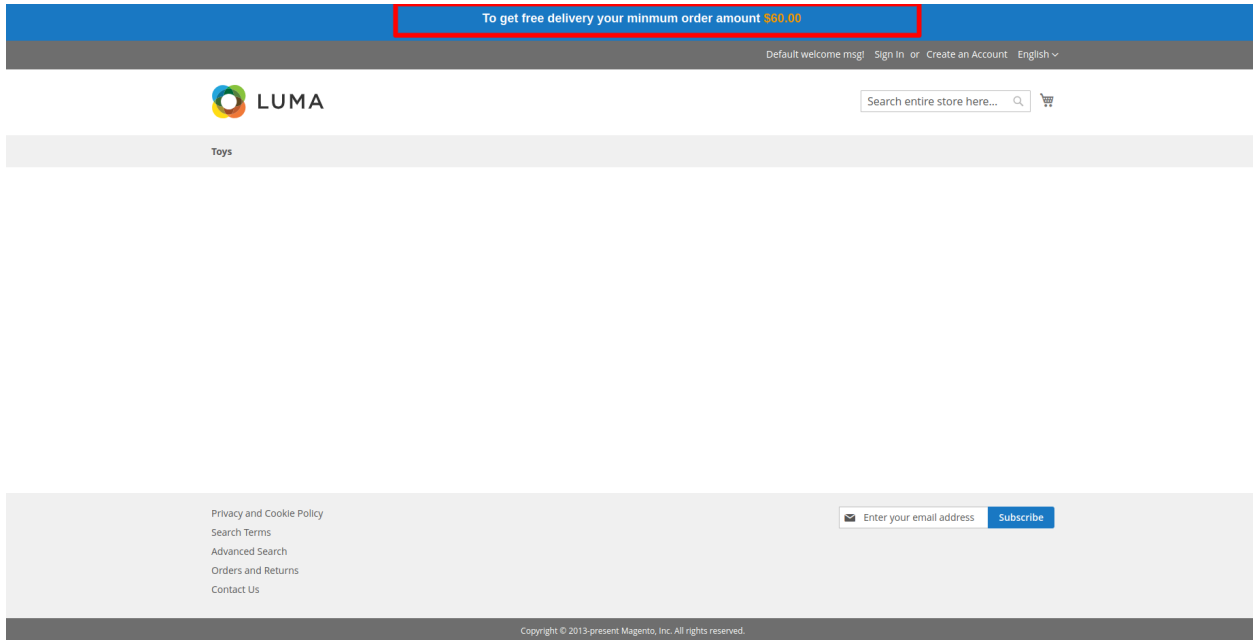 To get free delivery your minmum order amount $60.00
Default welcome msg! Sign In or Create an Account English
LUMA
Search entire store here...
Toys
Privacy and Cookie Policy
Enter your email address Subscribe
Search Terms
Advanced Search
Orders and Returns
Contact Us
Copyright © 2013-present Magento, Inc. All rights reserved.